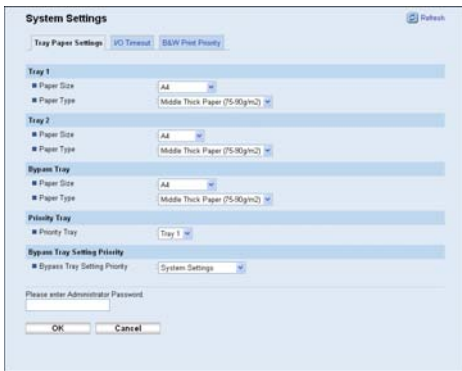 System Settings
Refresh
Tray Paper Settings I/O Timeout B&W Print Priority
Tray 1
Paper Size : A4
Paper Type : Middle Thick Paper (75-90g/m2)
Tray 2
Paper Size : A4
Paper Type : Middle Thick Paper (75-90g/m2)
Bypass Tray
Paper Size : A4
Paper Type : Middle Thick Paper (75-90g/m2)
Priority Tray
Priority Tray : Tray 1
Bypass Tray Setting Priority
Bypass Tray Setting Priority : System Settings
Please enter Administrator Password.
OK Cancel